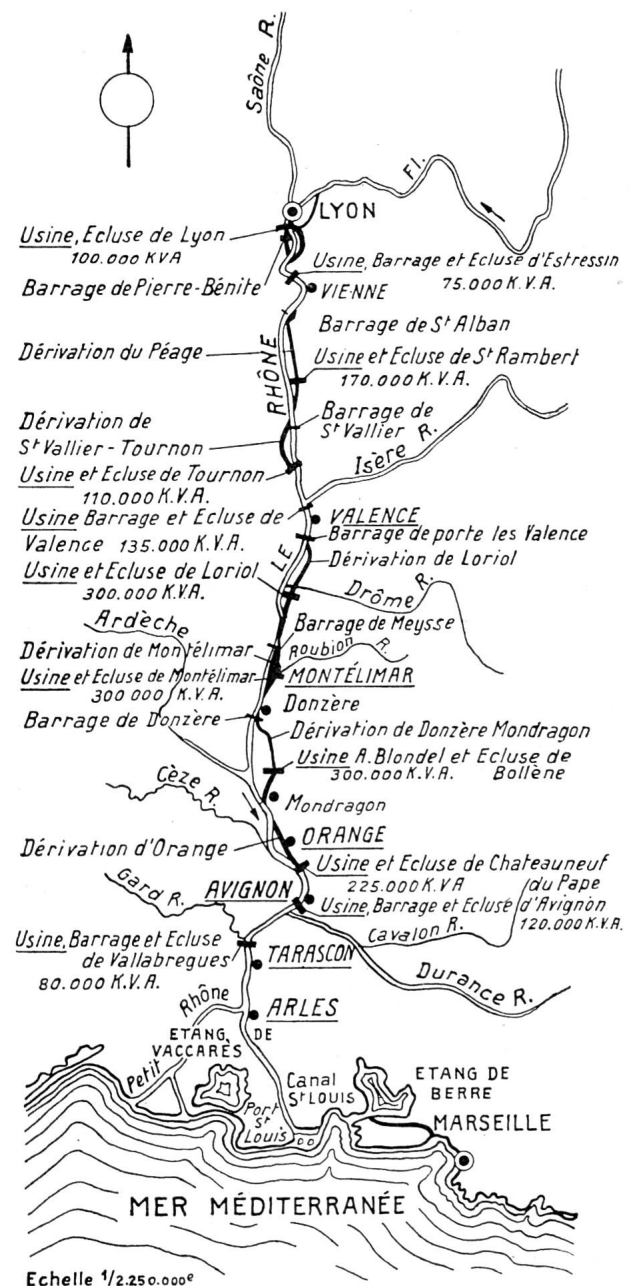 Saône R.
Fl.
LYON
Usine, Ecluse de Lyon
100.000 KVA
Usine, Barrage et Ecluse d'Estressin
75.000 K.V.A.
Barrage de Pierre-Bénite
VIENNE
Barrage de St Alban
RHÔNE
Dérivation du Péage
Usine et Ecluse de St Rambert
170.000 K.V.A.
Dérivation de
St Vallier - Tournon
Barrage de
St Vallier
Isère R.
Usine et Ecluse de Tournon
110.000 K.V.A.
Usine Barrage et Ecluse de
Valence 135.000 K.V.A.
VALENCE
Barrage de porte les Valence
LE
Dérivation de Loriol
Usine et Ecluse de Loriol
300.000 K.V.A.
Drôme R.
Ardèche
Barrage de Meysse
Dérivation de Montélimar
Roubion R.
Usine et Ecluse de Montélimar
300 000 K.V.A.
MONTÉLIMAR
Donzère
Barrage de Donzère
Dérivation de Donzère Mondragon
Usine A. Blondel et Ecluse de
300.000 K.V.A. Bollène
Cèze R.
Mondragon
ORANGE
Dérivation d'Orange
Usine et Ecluse de Chateauneuf
225.000 K.V.A du Pape
Gard R.
AVIGNON
Usine, Barrage et Ecluse d'Avignon
120.000 K.V.A.
Cavalon R.
Usine, Barrage et Ecluse
de Vallabregues
80.000 K.V.A.
TARASCON
Durance R.
Petit Rhône
ARLES
ETANG DE
VACCARÈS
Canal
St LOUIS
ETANG DE
BERRE
Port
St
Louis
MARSEILLE
MER MÉDITERRANÉE
Echelle 1/2.250.000e